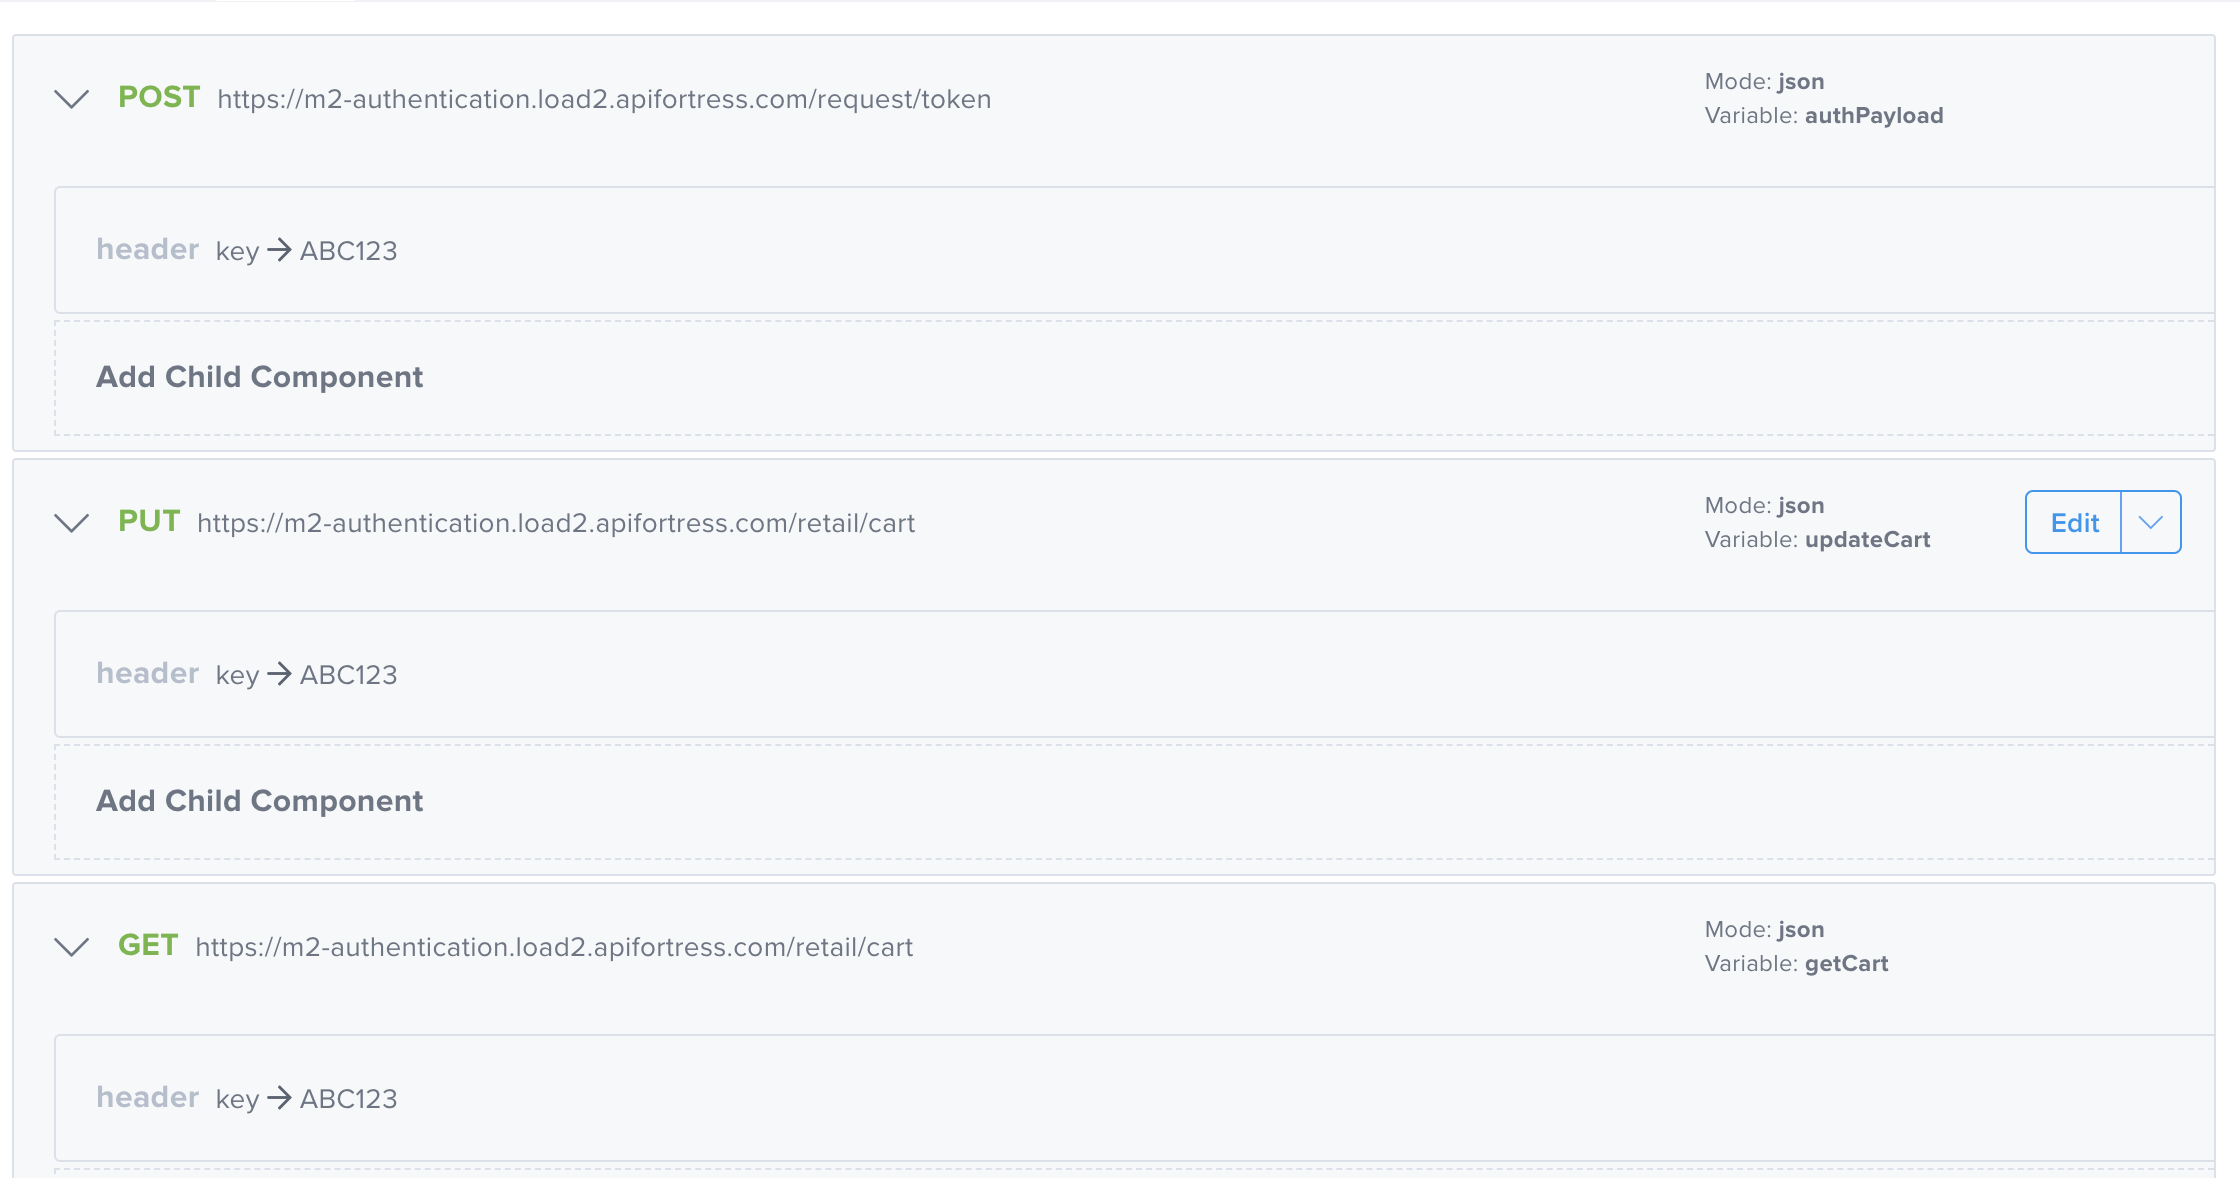 POST https://m2-authentication.load2.apifortress.com/request/token
Mode: json
Variable: authPayload
header key → ABC123
Add Child Component
PUT https://m2-authentication.load2.apifortress.com/retail/cart
Mode: json
Variable: updateCart
Edit
header key → ABC123
Add Child Component
GET https://m2-authentication.load2.apifortress.com/retail/cart
Mode: json
Variable: getCart
header key → ABC123